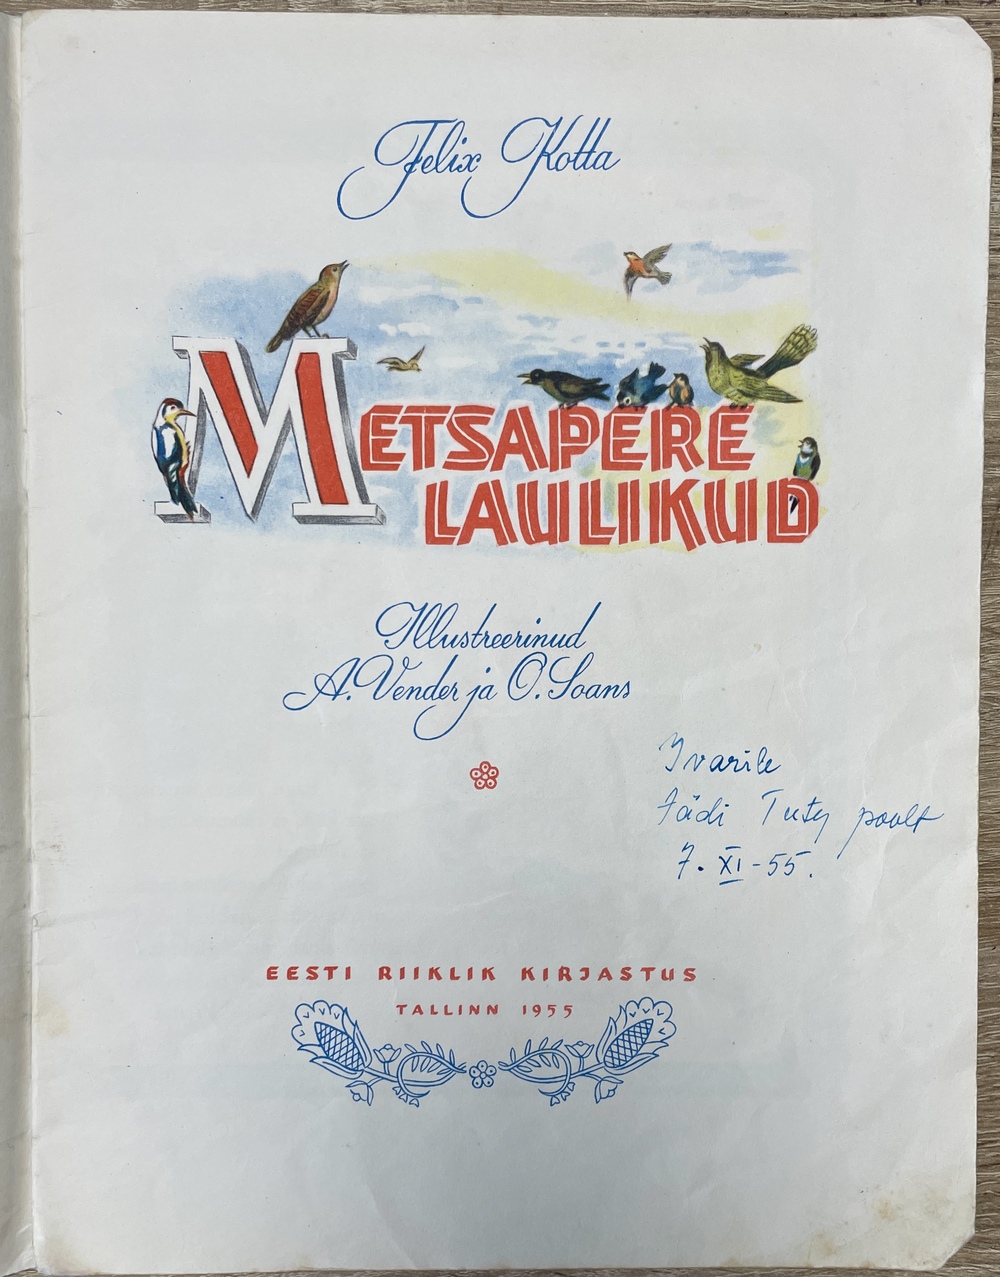 Felix Kotta
METSAPERE
LAULIKUD
Illustreerinud
A. Vender ja O. Soans
Ivarile
tädi poolt
7. XI - 55.
EESTI RIIKLIK KIRJASTUS
TALLINN 1955